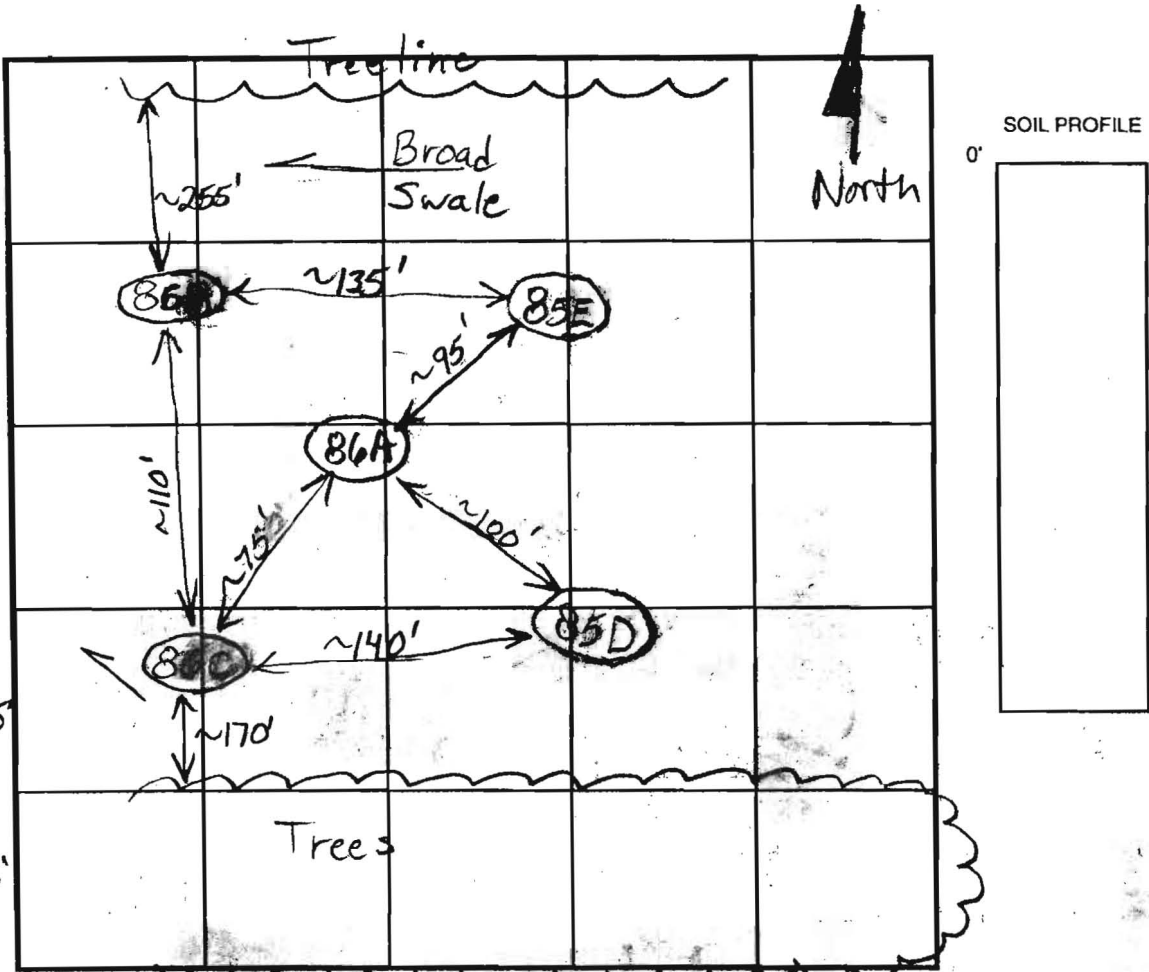 Treeline
SOIL PROFILE
0'
Broad
Swale
North
~255'
~135'
85E
~95'
86A
~110'
~75'
~100'
85D
~140'
~170'
Trees